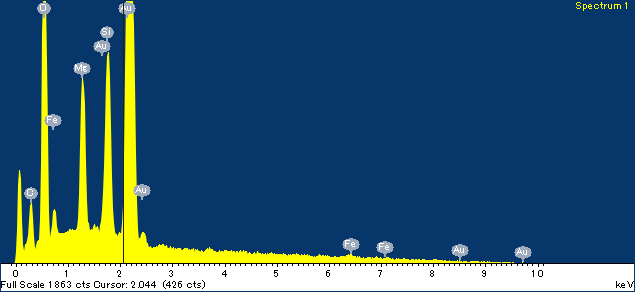 Spectrum 1
O
Au
Si
Au
Mg
Fe
Au
O
Fe
Fe
Au
Au
0 1 2 3 4 5 6 7 8 9 10
Full Scale 1863 cts Cursor: 2.044 (426 cts)
keV